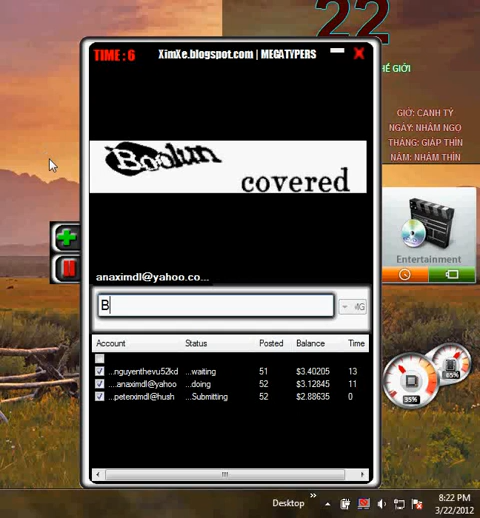 22
HẾ GIỚI
GIỜ: CANH TÝ
NGÀY: NHÂM NGỌ
THÁNG: GIÁP THÌN
NĂM: NHÂM THÌN
TIME : 6
XimXe.blogspot.com | MEGATYPERS
covered
anaximdl@yahoo.co...
B
4G
Account Status Posted Balance Time
...nguyenthevu52kd ...waiting 51 $3.40205 13
...anaximdl@yahoo ...doing 52 $3.12845 11
...peterximdl@hush ...Submitting 52 $2.88635 0
Entertainment
35%
65%
Desktop
8:22 PM
3/22/2012